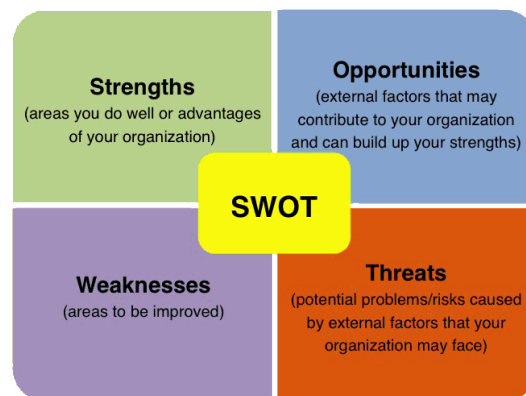 Strengths
(areas you do well or advantages
of your organization)
Opportunities
(external factors that may
contribute to your organization
and can build up your strengths)
SWOT
Weaknesses
(areas to be improved)
Threats
(potential problems/risks caused
by external factors that your
organization may face)